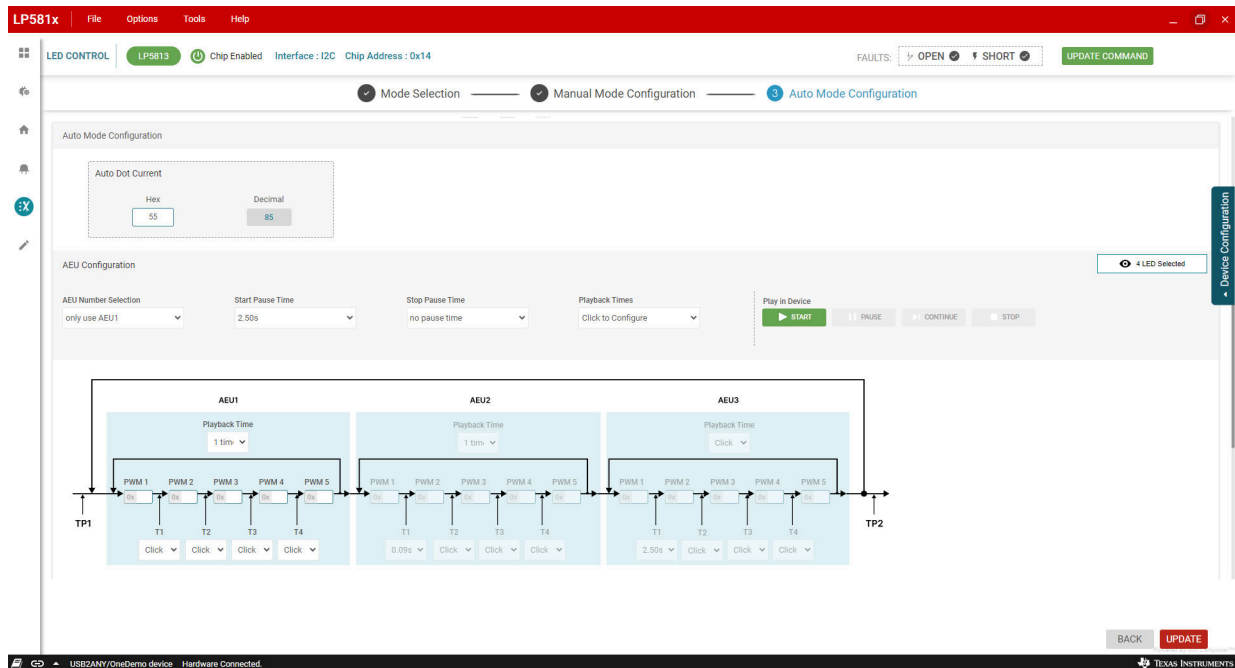 LP581x File Options Tools Help
LED CONTROL LP5813 Chip Enabled Interface : I2C Chip Address : 0x14 FAULTS: OPEN SHORT UPDATE COMMAND
Mode Selection Manual Mode Configuration 3 Auto Mode Configuration
Auto Mode Configuration
Auto Dot Current
Hex Decimal
55 85
Device Configuration
AEU Configuration 4 LED Selected
AEU Number Selection Start Pause Time Stop Pause Time Playback Times Play in Device
only use AEU1 2.50s no pause time Click to Configure START PAUSE CONTINUE STOP
AEU1 AEU2 AEU3
Playback Time Playback Time Playback Time
1 tim 1 tim Click
PWM 1 PWM 2 PWM 3 PWM 4 PWM 5 PWM 1 PWM 2 PWM 3 PWM 4 PWM 5 PWM 1 PWM 2 PWM 3 PWM 4 PWM 5
0x 0x 0x 0x 0x 0x 0x 0x 0x 0x 0x 0x 0x 0x 0x
TP1 TP2
T1 T2 T3 T4 T1 T2 T3 T4 T1 T2 T3 T4
Click Click Click Click 0.09s Click Click Click 2.50s Click Click Click
BACK UPDATE
USB2ANY/OneDemo device Hardware Connected. TEXAS INSTRUMENTS